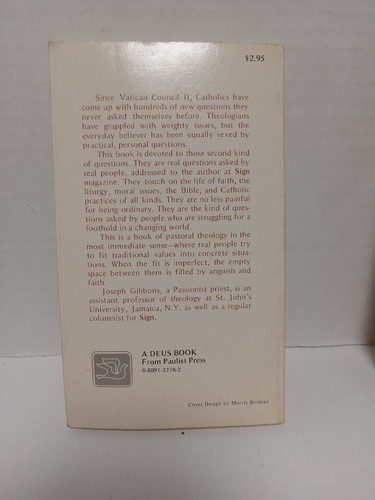 $2.95
Since Vatican Council II, Catholics have
come up with hundreds of new questions they
never asked themselves before. Theologians
have grappled with weighty issues, but the
everyday believer has been equally vexed by
practical, personal questions.
This book is devoted to those second kind
of questions. They are real questions asked by
real people, addressed to the author at Sign
magazine. They touch on the life of faith, the
liturgy, moral issues, the Bible, and Catholic
practices of all kinds. They are no less painful
for being ordinary. They are the kind of ques-
tions asked by people who are struggling for a
foothold in a changing world.
This is a book of pastoral theology in the
most immediate sense—where real people try
to fit traditional values into concrete situa-
tions. When the fit is imperfect, the empty
space between them is filled by anguish and
faith.
Joseph Gibbons, a Passionist priest, is an
assistant professor of theology at St. John's
University, Jamaica, N.Y. as well as a regular
columnist for Sign.
A DEUS BOOK
From Paulist Press
0-8091-2278-2
Cover Design by Morris Berman